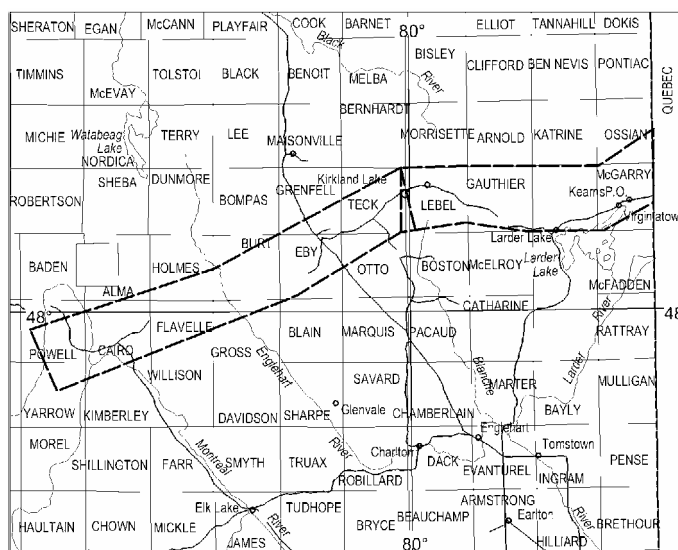 SHERATON EGAN McCANN PLAYFAIR COOK BARNET 80° ELLIOT TANNAHILL DOKIS
Black
River
BISLEY
TIMMINS TOLSTOI BLACK BENOIT MELBA CLIFFORD BEN NEVIS PONTIAC
QUEBEC
McEVAY
BERNHARDT
MICHIE Watabeag Lake TERRY LEE MAISONVILLE MORRISETTE ARNOLD KATRINE OSSIAN
NORDICA
SHEBA DUNMORE GRENFELL Kirkland Lake GAUTHIER McGARRY
Kearns P.O.
ROBERTSON BOMPAS TECK LEBEL
Virginiatown
BURT EBY Larder Lake
BADEN HOLMES OTTO BOSTON McELROY Larder Lake
ALMA McFADDEN
48° CATHARINE River 48
FLAVELLE BLAIN MARQUIS PACAUD RATTRAY
POWELL CAIRO GROSS Englehart Blanche Larder
WILLISON SAVARD MARTER MULLIGAN
YARROW KIMBERLEY DAVIDSON SHARPE Glenvale CHAMBERLAIN BAYLY
MOREL Montreal River Charlton Englehart Tomstown
SHILLINGTON FARR SMYTH TRUAX DACK EVANTUREL PENSE
ROBILLARD INGRAM
Elk Lake TUDHOPE ARMSTRONG
HAULTAIN CHOWN MICKLE River BRYCE BEAUCHAMP Earlton River BRETHOUR
JAMES 80° HILLIARD